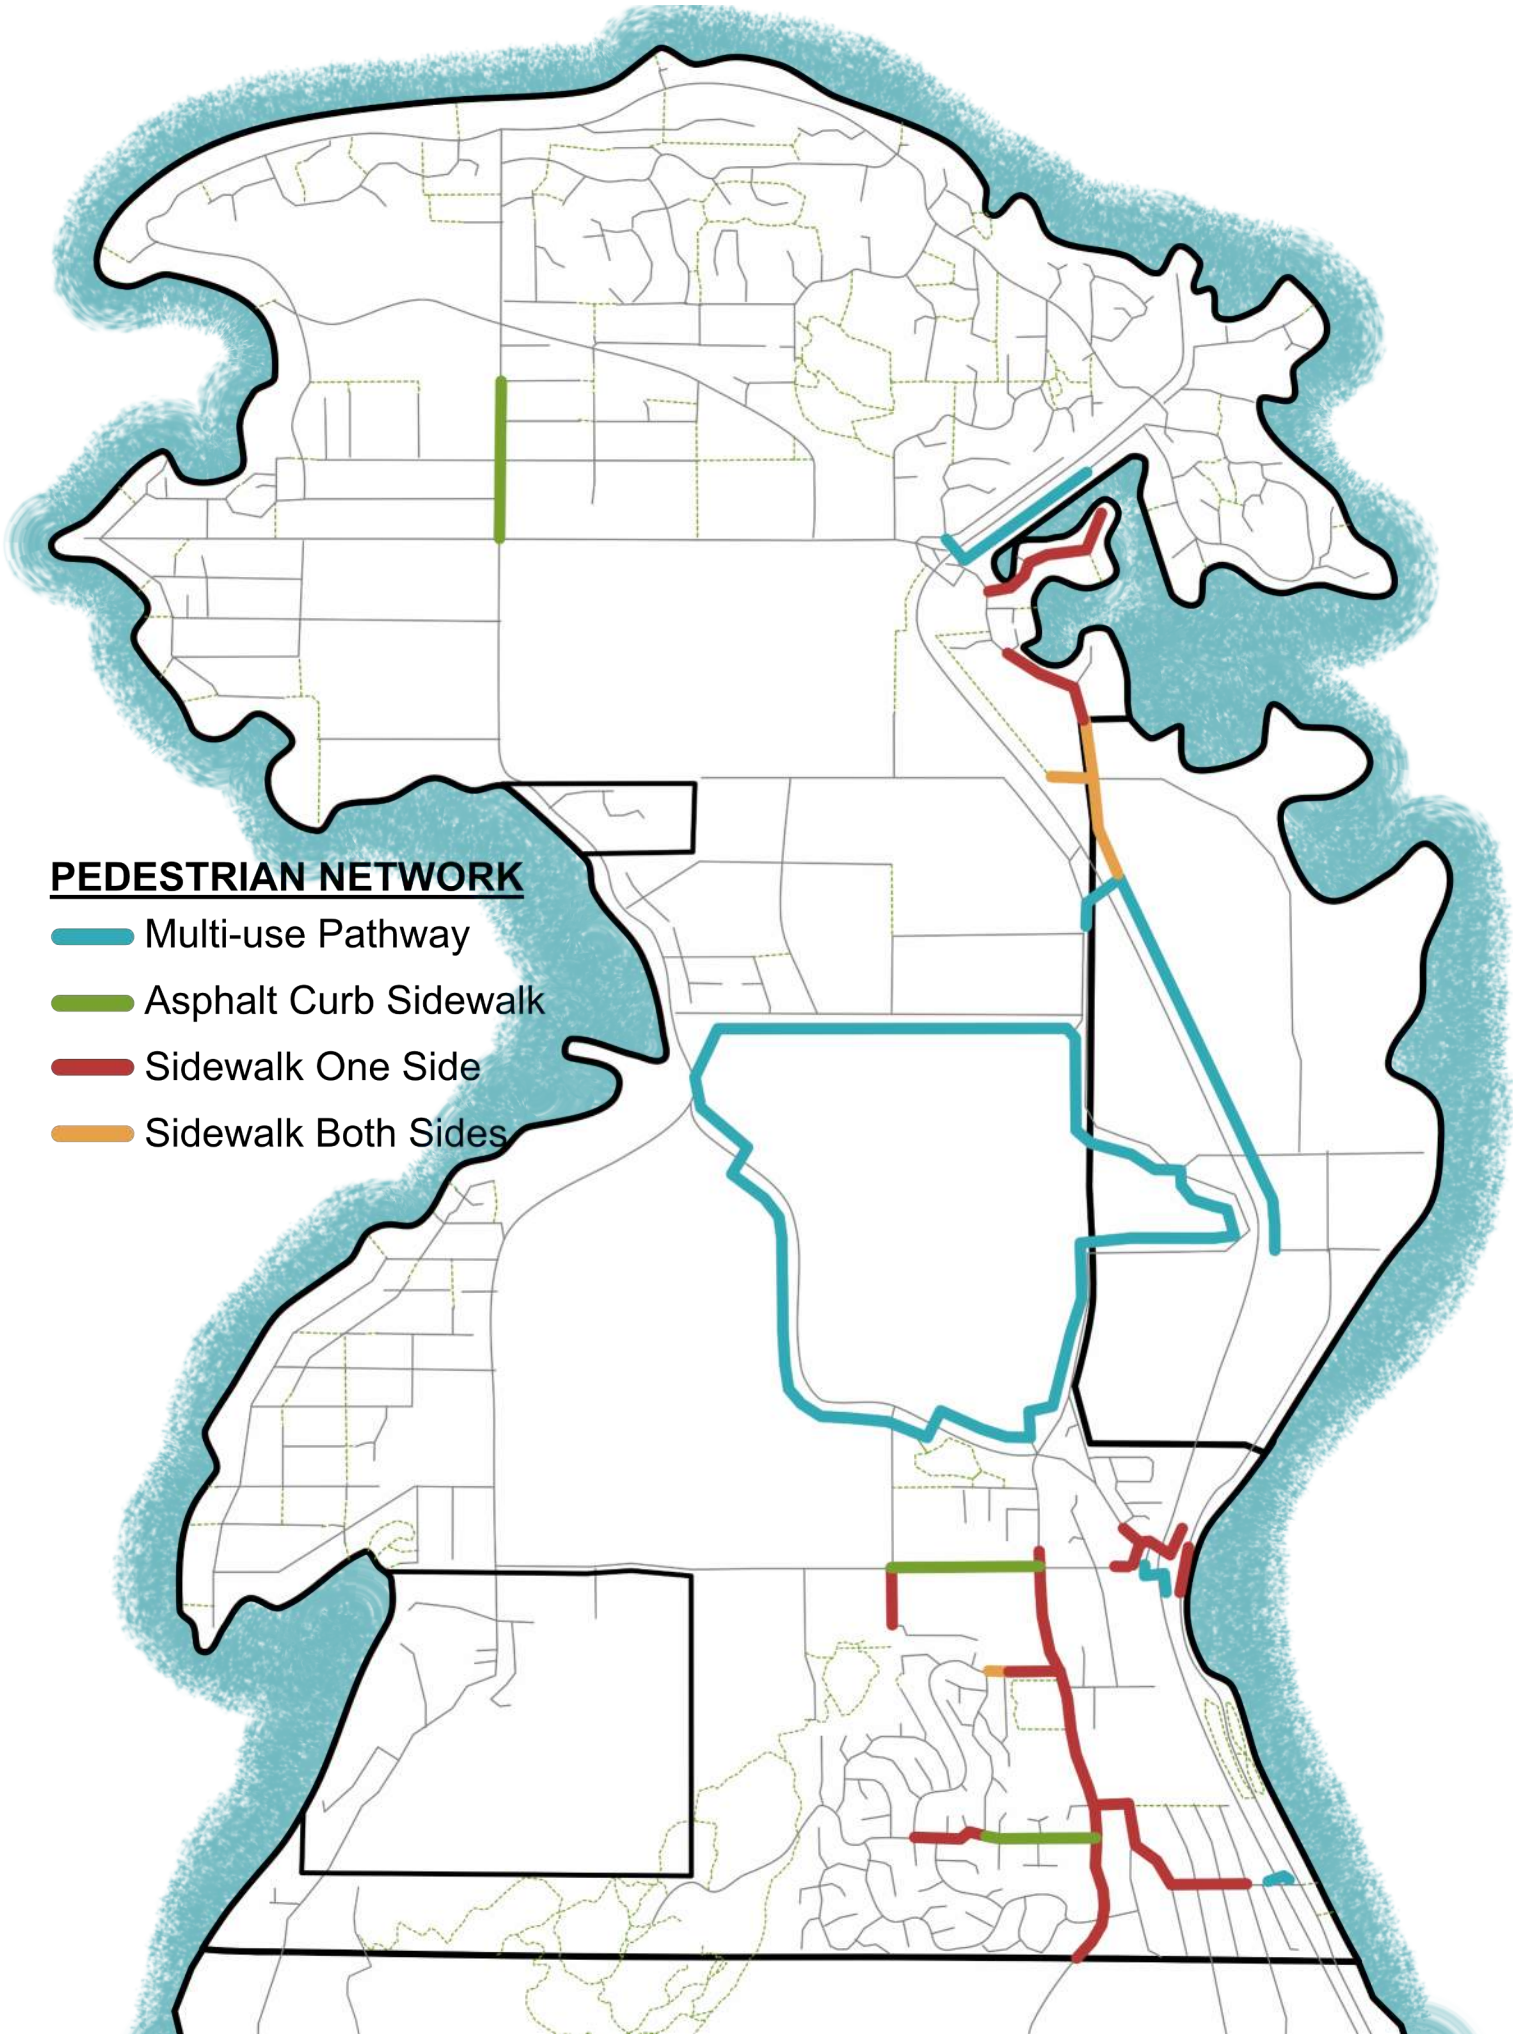 PEDESTRIAN NETWORK
Multi-use Pathway
Asphalt Curb Sidewalk
Sidewalk One Side
Sidewalk Both Sides